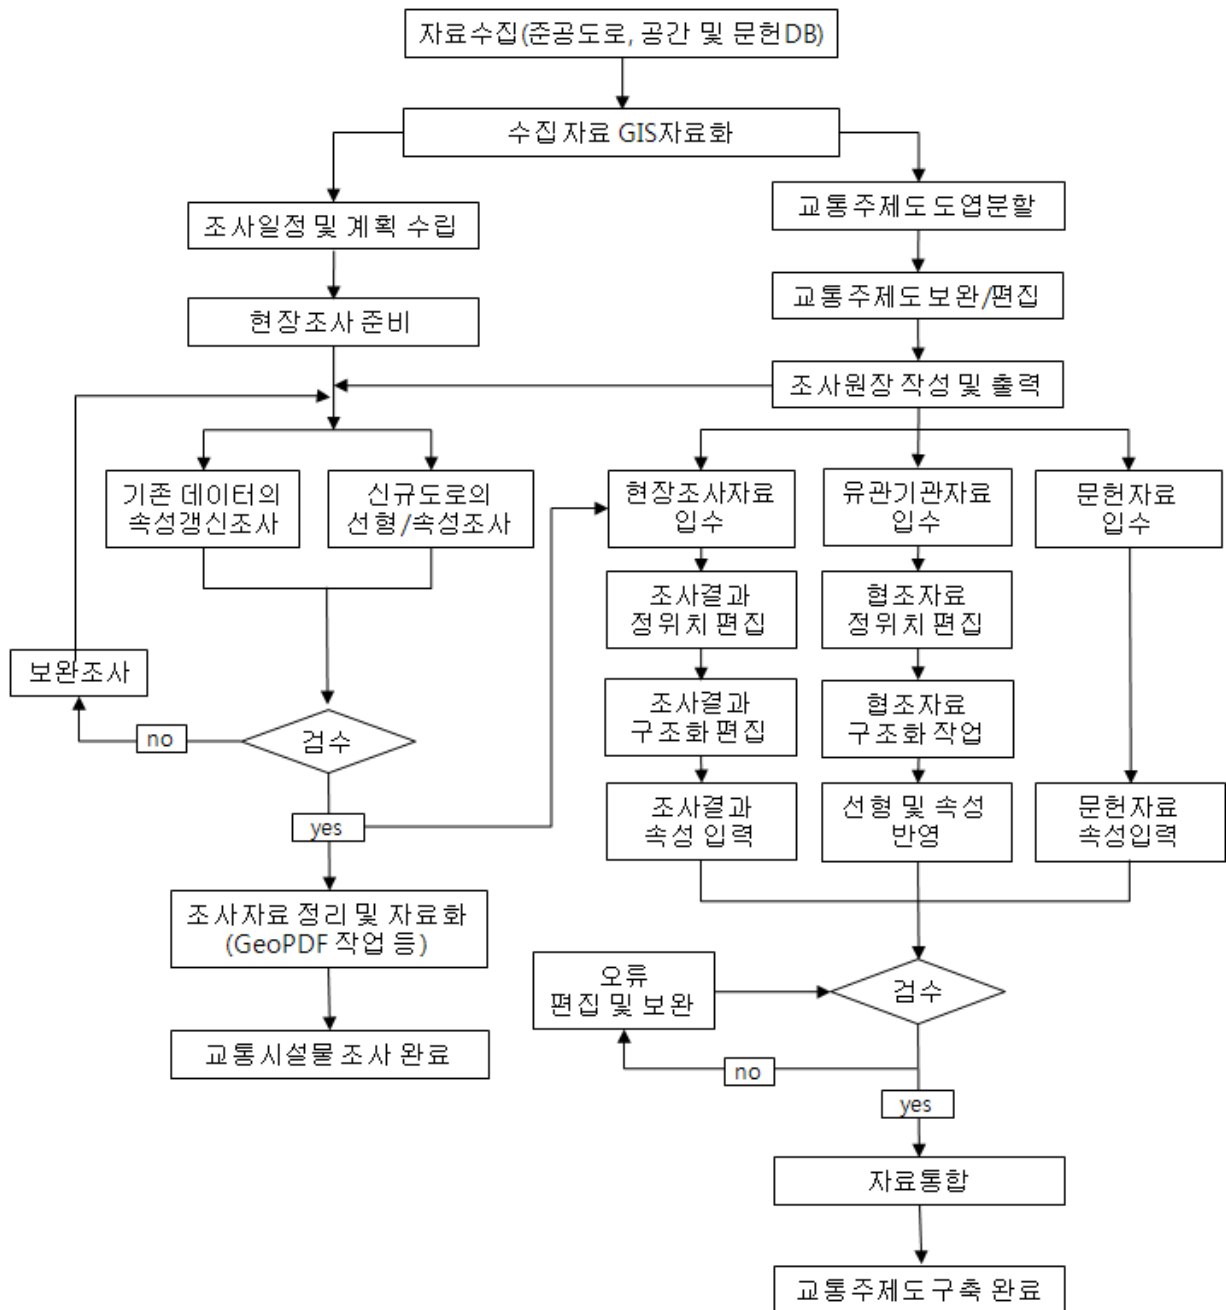 자료수집(준공도로, 공간 및 문헌DB)
수집 자료 GIS자료화
조사일정 및 계획 수립
교통주제도 도엽분할
현장조사 준비
교통주제도 보완/편집
조사원장 작성 및 출력
기존 데이터의
속성갱신조사
신규도로의
선형/속성조사
현장조사자료
입수
유관기관자료
입수
문헌자료
입수
조사결과
정위치 편집
협조자료
정위치 편집
보완조사
조사결과
구조화 편집
협조자료
구조화 작업
no
검수
yes
조사결과
속성 입력
선형 및 속성
반영
문헌자료
속성입력
조사자료 정리 및 자료화
(GeoPDF 작업 등)
오류
편집 및 보완
검수
교통시설물 조사 완료
no
yes
자료통합
교통주제도 구축 완료